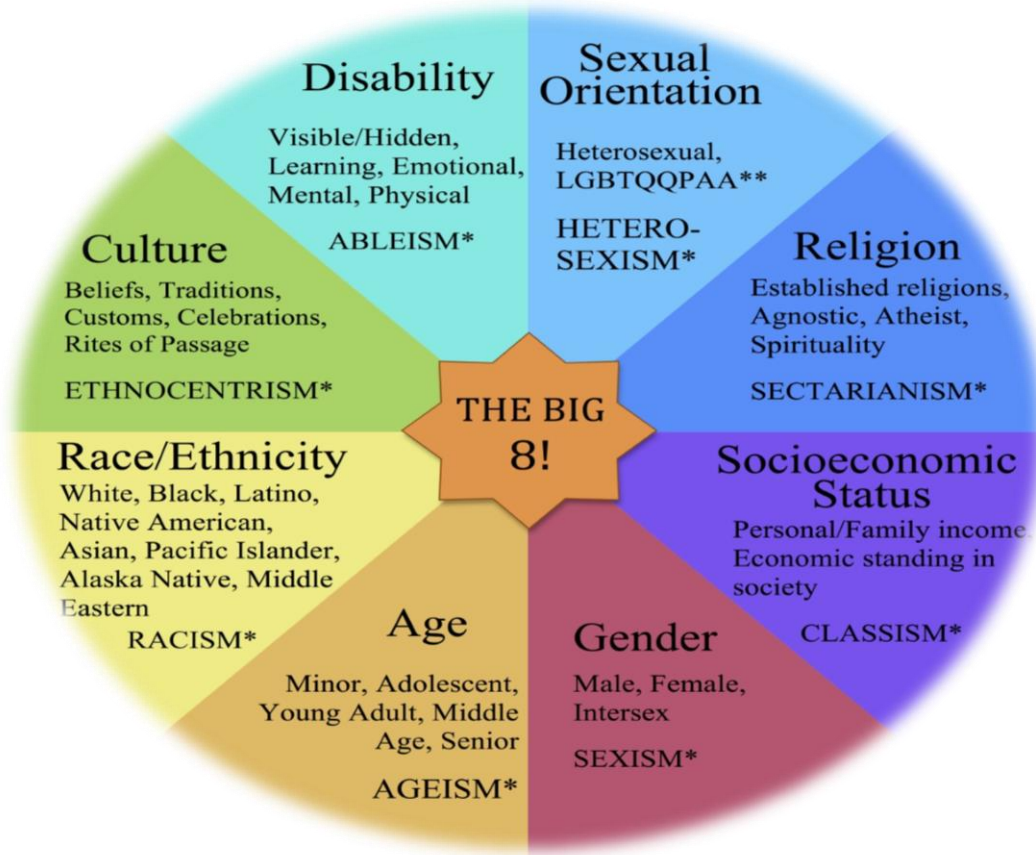 Disability
Visible/Hidden,
Learning, Emotional,
Mental, Physical
ABLEISM*
Sexual
Orientation
Heterosexual,
LGBTQQPAA**
HETERO-
SEXISM*
Religion
Established religions,
Agnostic, Atheist,
Spirituality
SECTARIANISM*
Socioeconomic
Status
Personal/Family income.
Economic standing in
society
CLASSISM*
Gender
Male, Female,
Intersex
SEXISM*
Age
Minor, Adolescent,
Young Adult, Middle
Age, Senior
AGEISM*
Race/Ethnicity
White, Black, Latino,
Native American,
Asian, Pacific Islander,
Alaska Native, Middle
Eastern
RACISM*
Culture
Beliefs, Traditions,
Customs, Celebrations,
Rites of Passage
ETHNOCENTRISM*
THE BIG
8!